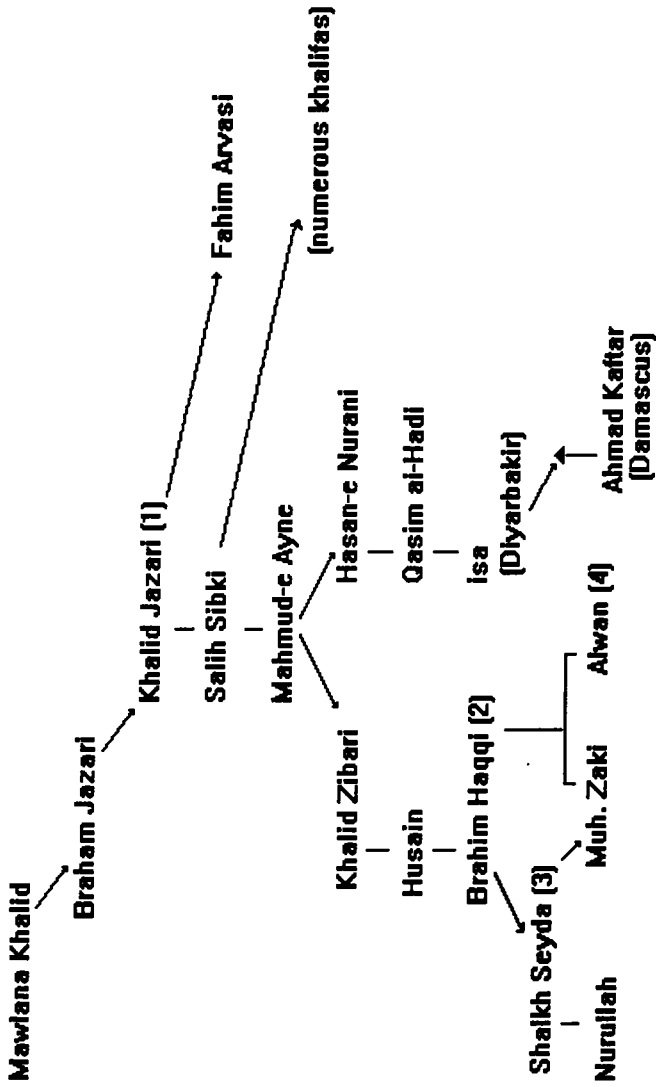 Mawlana Khalid
Braham Jazari
Khalid Jazari (1)
Fahim Arvasi
Salih Sibki
(numerous khalifas)
Mahmud-e Ayne
Khalid Zibari
Hasan-e Nurani
Husain
Qasim al-Hadi
Brahim Haqqi (2)
Isa
(Diyarbakir)
Shaikh Seyda (3)
Muh. Zaki
Alwan (4)
Ahmad Kaftar
(Damascus)
Nurullah